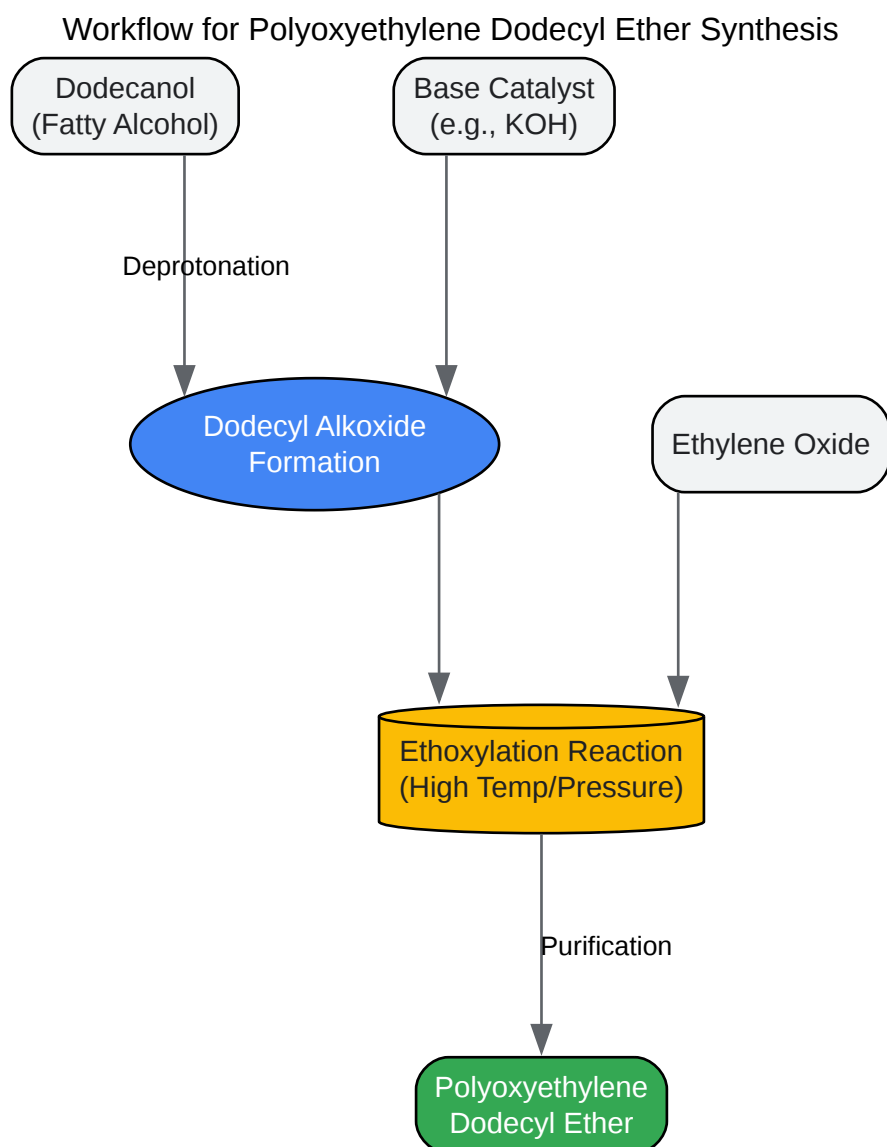 Workflow for Polyoxyethylene Dodecyl Ether Synthesis
Dodecanol
(Fatty Alcohol)
Base Catalyst
(e.g., KOH)
Deprotonation
Dodecyl Alkoxide
Formation
Ethylene Oxide
Ethoxylation Reaction
(High Temp/Pressure)
Purification
Polyoxyethylene
Dodecyl Ether